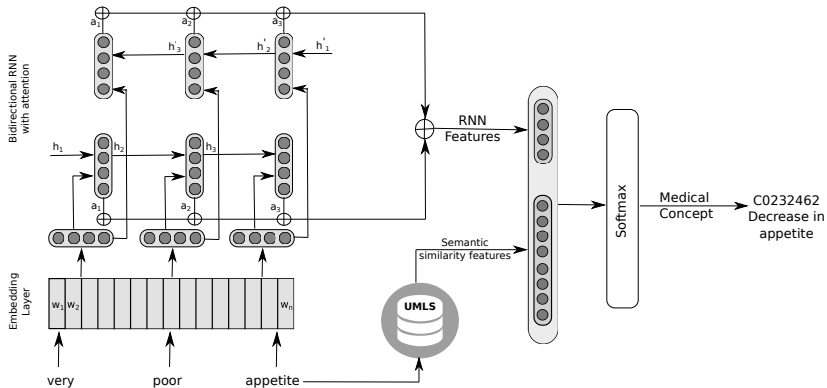 a1 a2 a3
h'3 h'2 h'1
Bidirectional RNN
with attention
RNN
Features
h1 h2 h3
a1 a2 a3
Softmax
Medical
Concept
C0232462
Decrease in
appetite
Semantic
similarity features
Embedding
Layer
w1 w2 wn
UMLS
very poor appetite